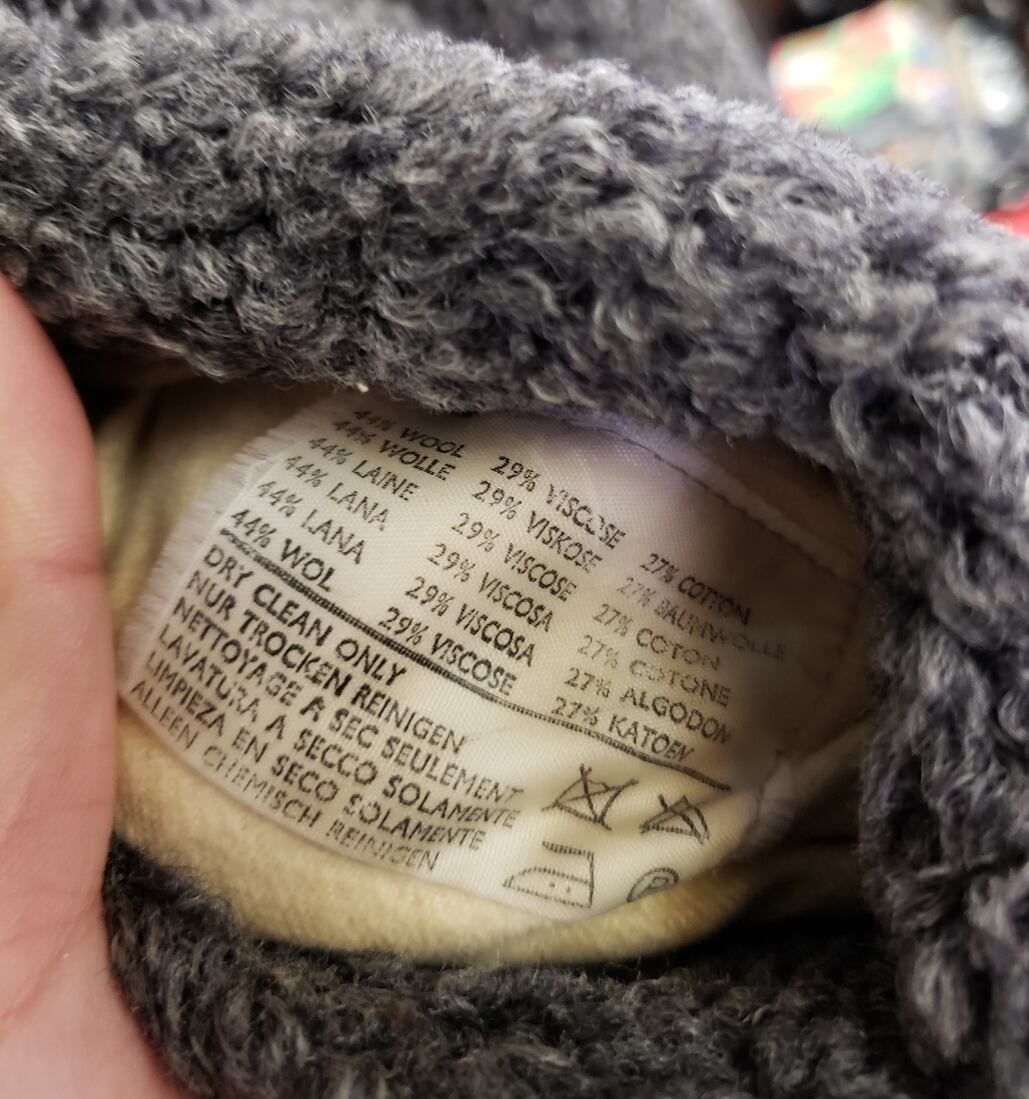 44% WOOL 29% VISCOSE 27% COTTON
44% WOLLE 29% VISKOSE 27% BAUMWOLLE
44% LAINE 29% VISCOSE 27% COTON
44% LANA 29% VISCOSA 27% COTONE
44% LANA 29% VISCOSA 27% ALGODON
44% WOL 29% VISCOSE 27% KATOEN
DRY CLEAN ONLY
NUR TROCKEN REINIGEN
NETTOYAGE A SEC SEULEMENT
LAVATURA A SECCO SOLAMENTE
LIMPIEZA EN SECO SOLAMENTE
ALLEEN CHEMISCH REINIGEN
P